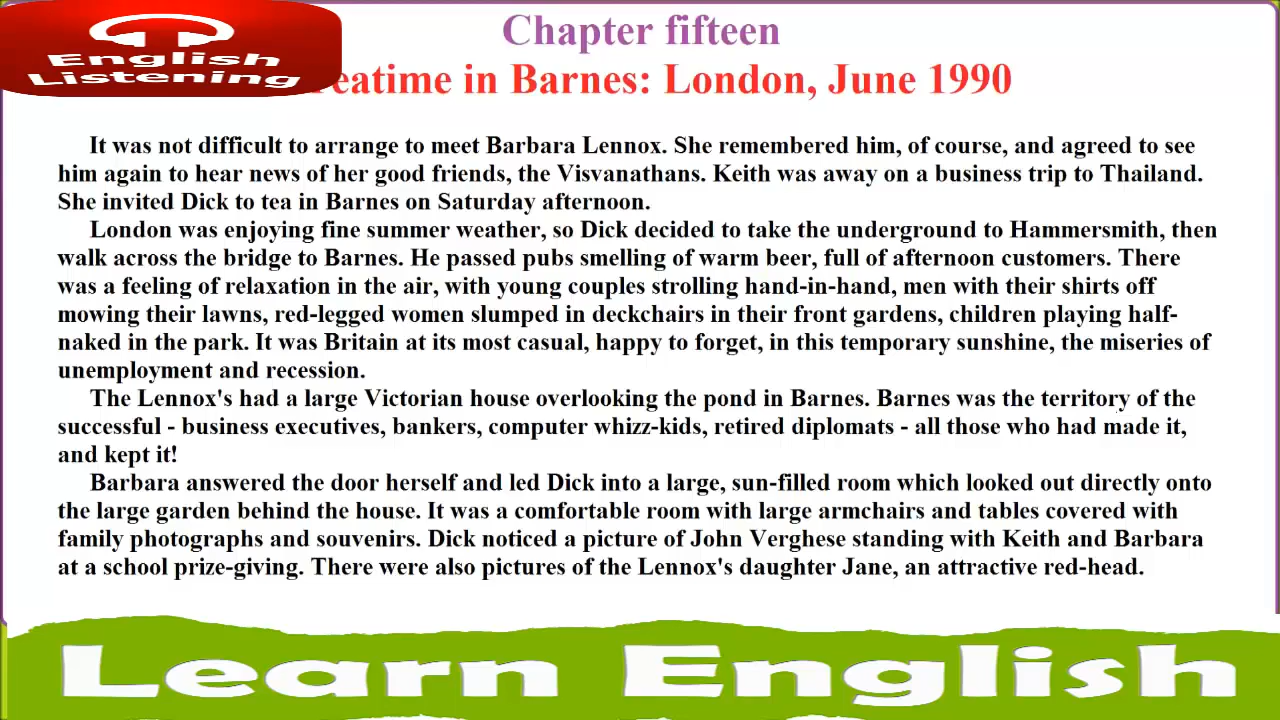 English
Listening
Chapter fifteen
eatime in Barnes: London, June 1990
It was not difficult to arrange to meet Barbara Lennox. She remembered him, of course, and agreed to see
him again to hear news of her good friends, the Visvanathans. Keith was away on a business trip to Thailand.
She invited Dick to tea in Barnes on Saturday afternoon.
London was enjoying fine summer weather, so Dick decided to take the underground to Hammersmith, then
walk across the bridge to Barnes. He passed pubs smelling of warm beer, full of afternoon customers. There
was a feeling of relaxation in the air, with young couples strolling hand-in-hand, men with their shirts off
mowing their lawns, red-legged women slumped in deckchairs in their front gardens, children playing half-
naked in the park. It was Britain at its most casual, happy to forget, in this temporary sunshine, the miseries of
unemployment and recession.
The Lennox's had a large Victorian house overlooking the pond in Barnes. Barnes was the territory of the
successful - business executives, bankers, computer whizz-kids, retired diplomats - all those who had made it,
and kept it!
Barbara answered the door herself and led Dick into a large, sun-filled room which looked out directly onto
the large garden behind the house. It was a comfortable room with large armchairs and tables covered with
family photographs and souvenirs. Dick noticed a picture of John Verghese standing with Keith and Barbara
at a school prize-giving. There were also pictures of the Lennox's daughter Jane, an attractive red-head.
Learn English